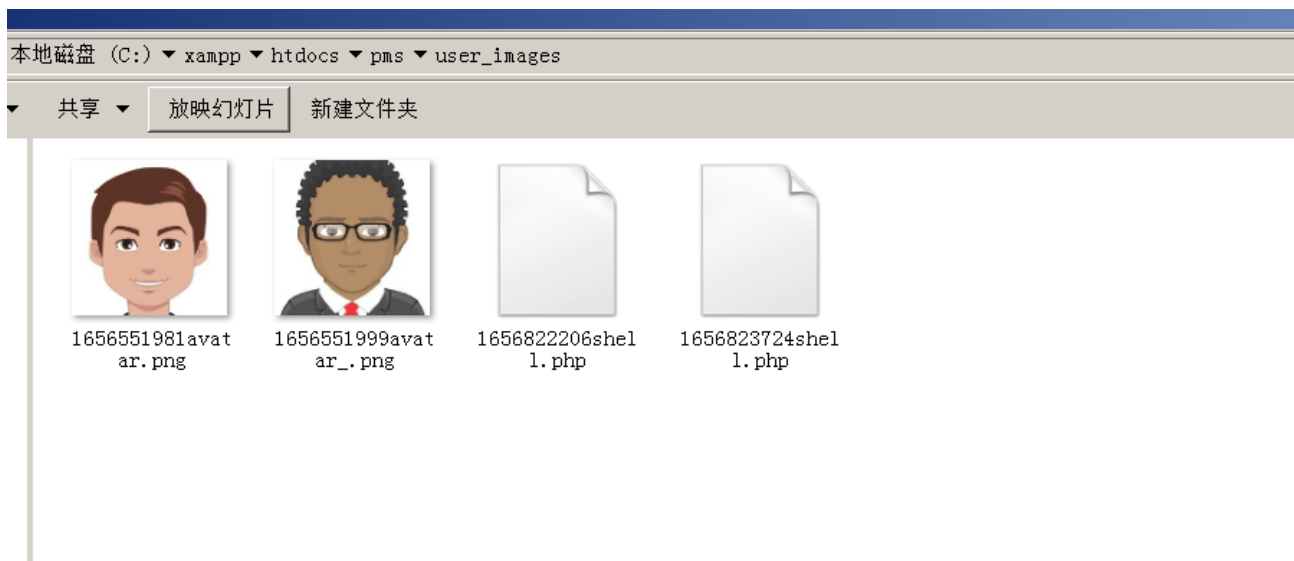 本地磁盘 (C:) ▼ xampp ▼ htdocs ▼ pms ▼ user_images
▼ 共享 ▼ 放映幻灯片 新建文件夹
1656551981avat
ar.png
1656551999avat
ar_.png
1656822206shel
l.php
1656823724shel
l.php